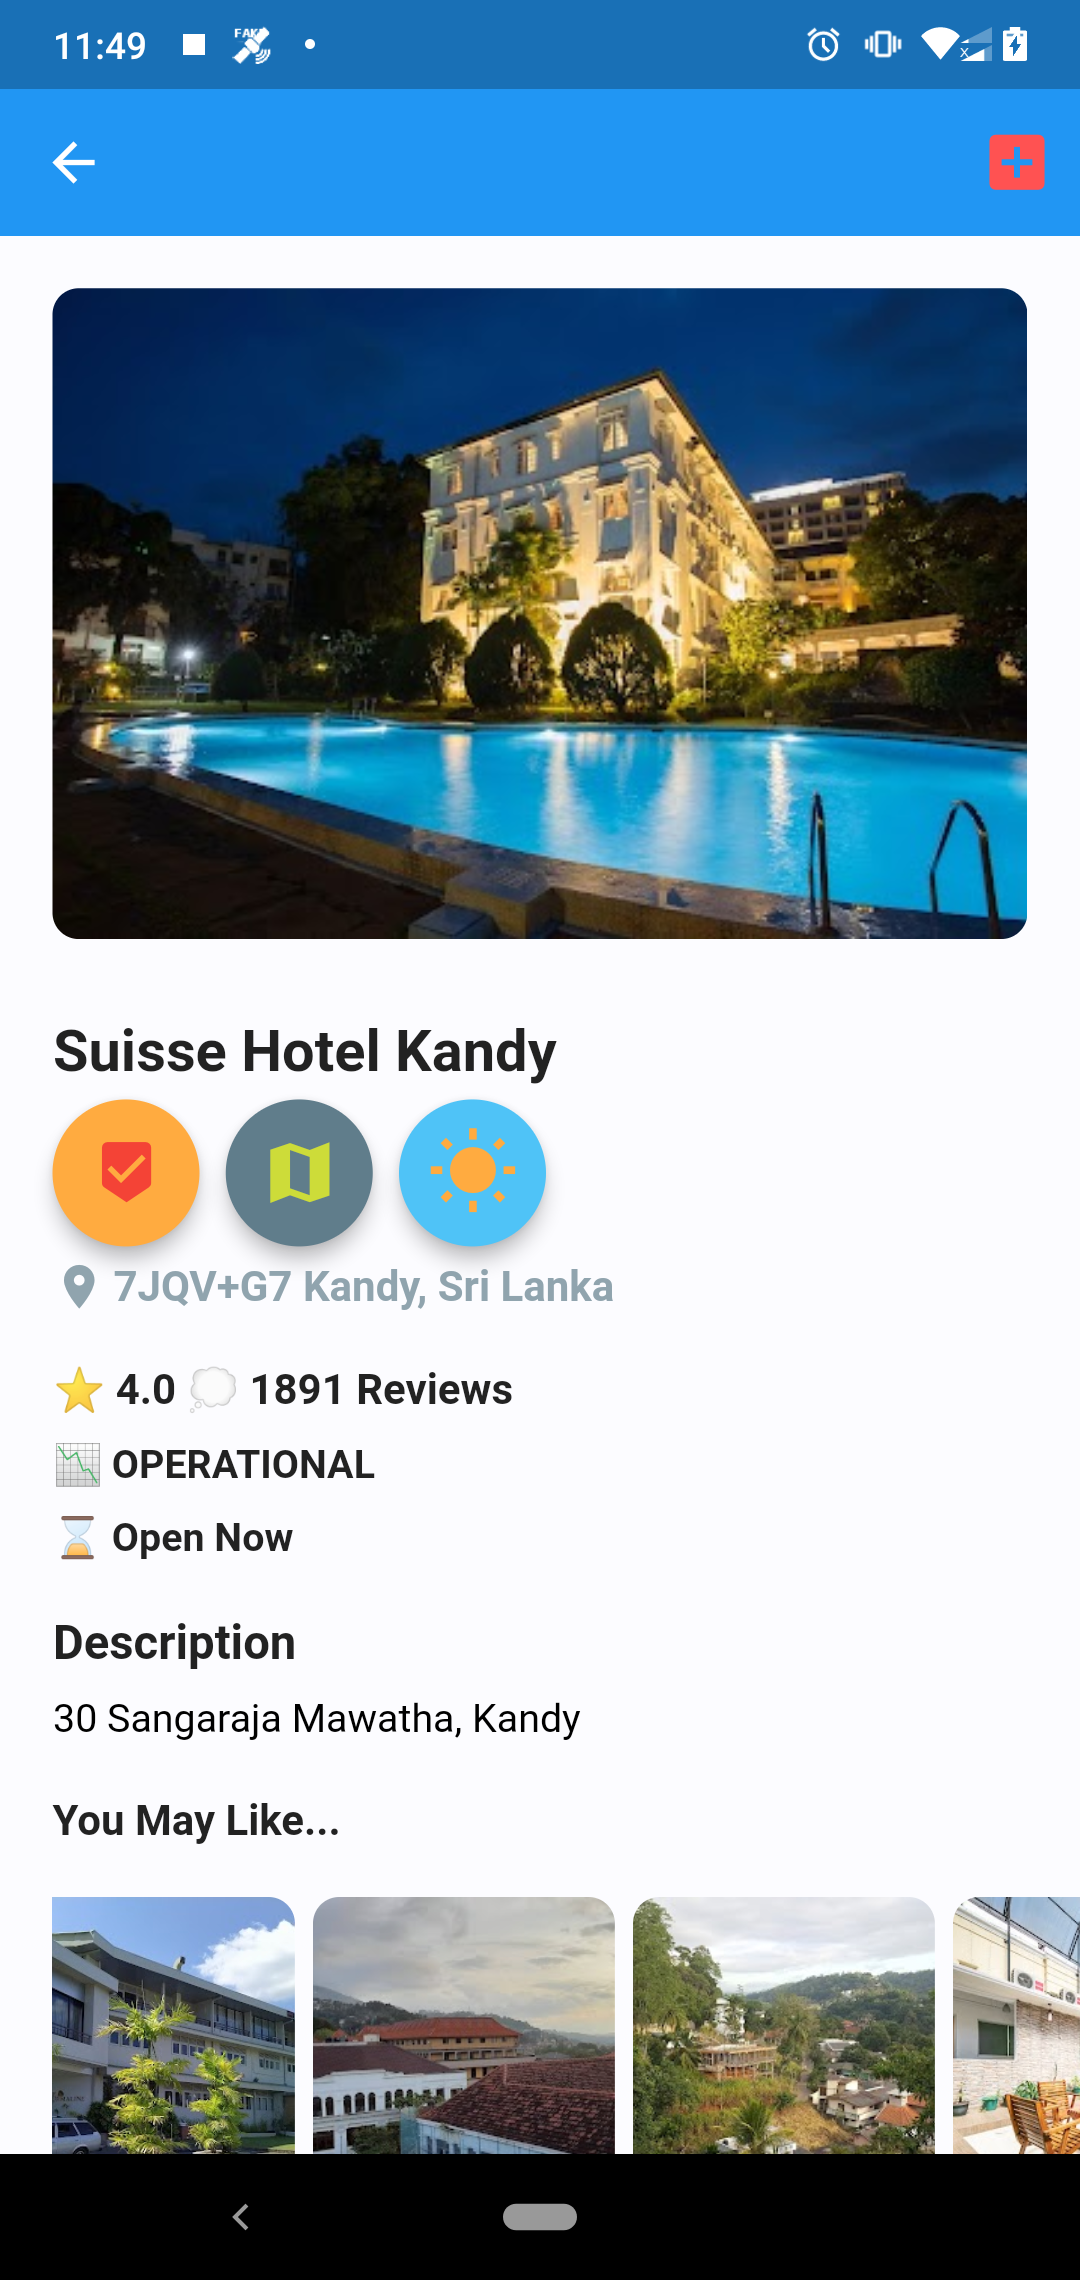 11:49
FAKE
Suisse Hotel Kandy
7JQV+G7 Kandy, Sri Lanka
4.0 1891 Reviews
OPERATIONAL
Open Now
Description
30 Sangaraja Mawatha, Kandy
You May Like...